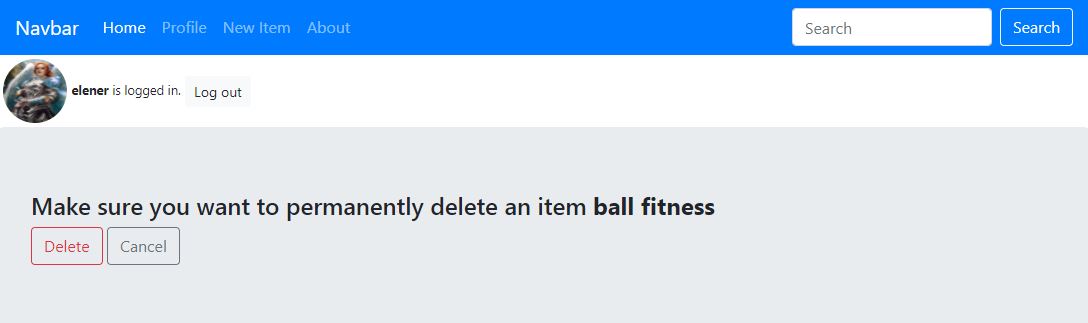 Navbar Home Profile New Item About Search Search
elener is logged in. Log out
Make sure you want to permanently delete an item ball fitness
Delete Cancel